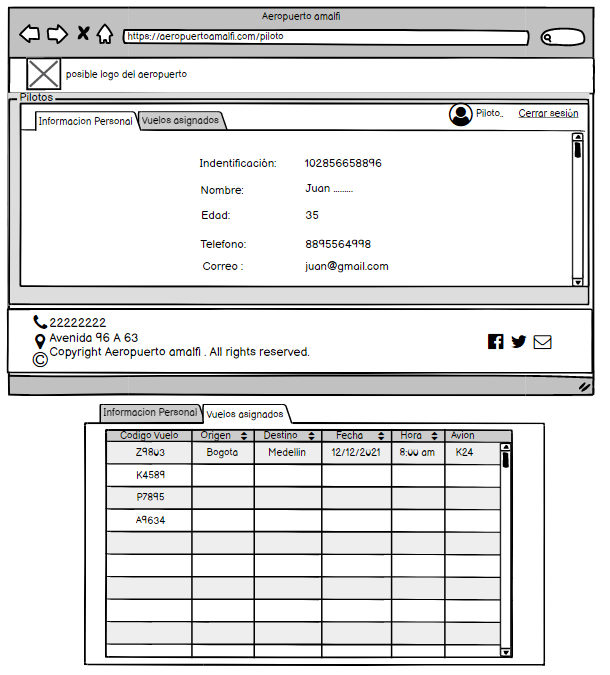 Aeropuerto amalfi
https://aeropuertoamalfi.com/piloto
posible logo del aeropuerto
Pilotos
Informacion Personal Vuelos asignados Piloto.. Cerrar sesión
Indentificación: 102856658896
Nombre: Juan .........
Edad: 35
Telefono: 8895564998
Correo : juan@gmail.com
22222222
Avenida 96 A 63
© Copyright Aeropuerto amalfi . All rights reserved.
Informacion Personal Vuelos asignados
Codigo Vuelo Origen Destino Fecha Hora Avion
Z9803 Bogota Medellin 12/12/2021 8:00 am K24
K4589
P7895
A9634